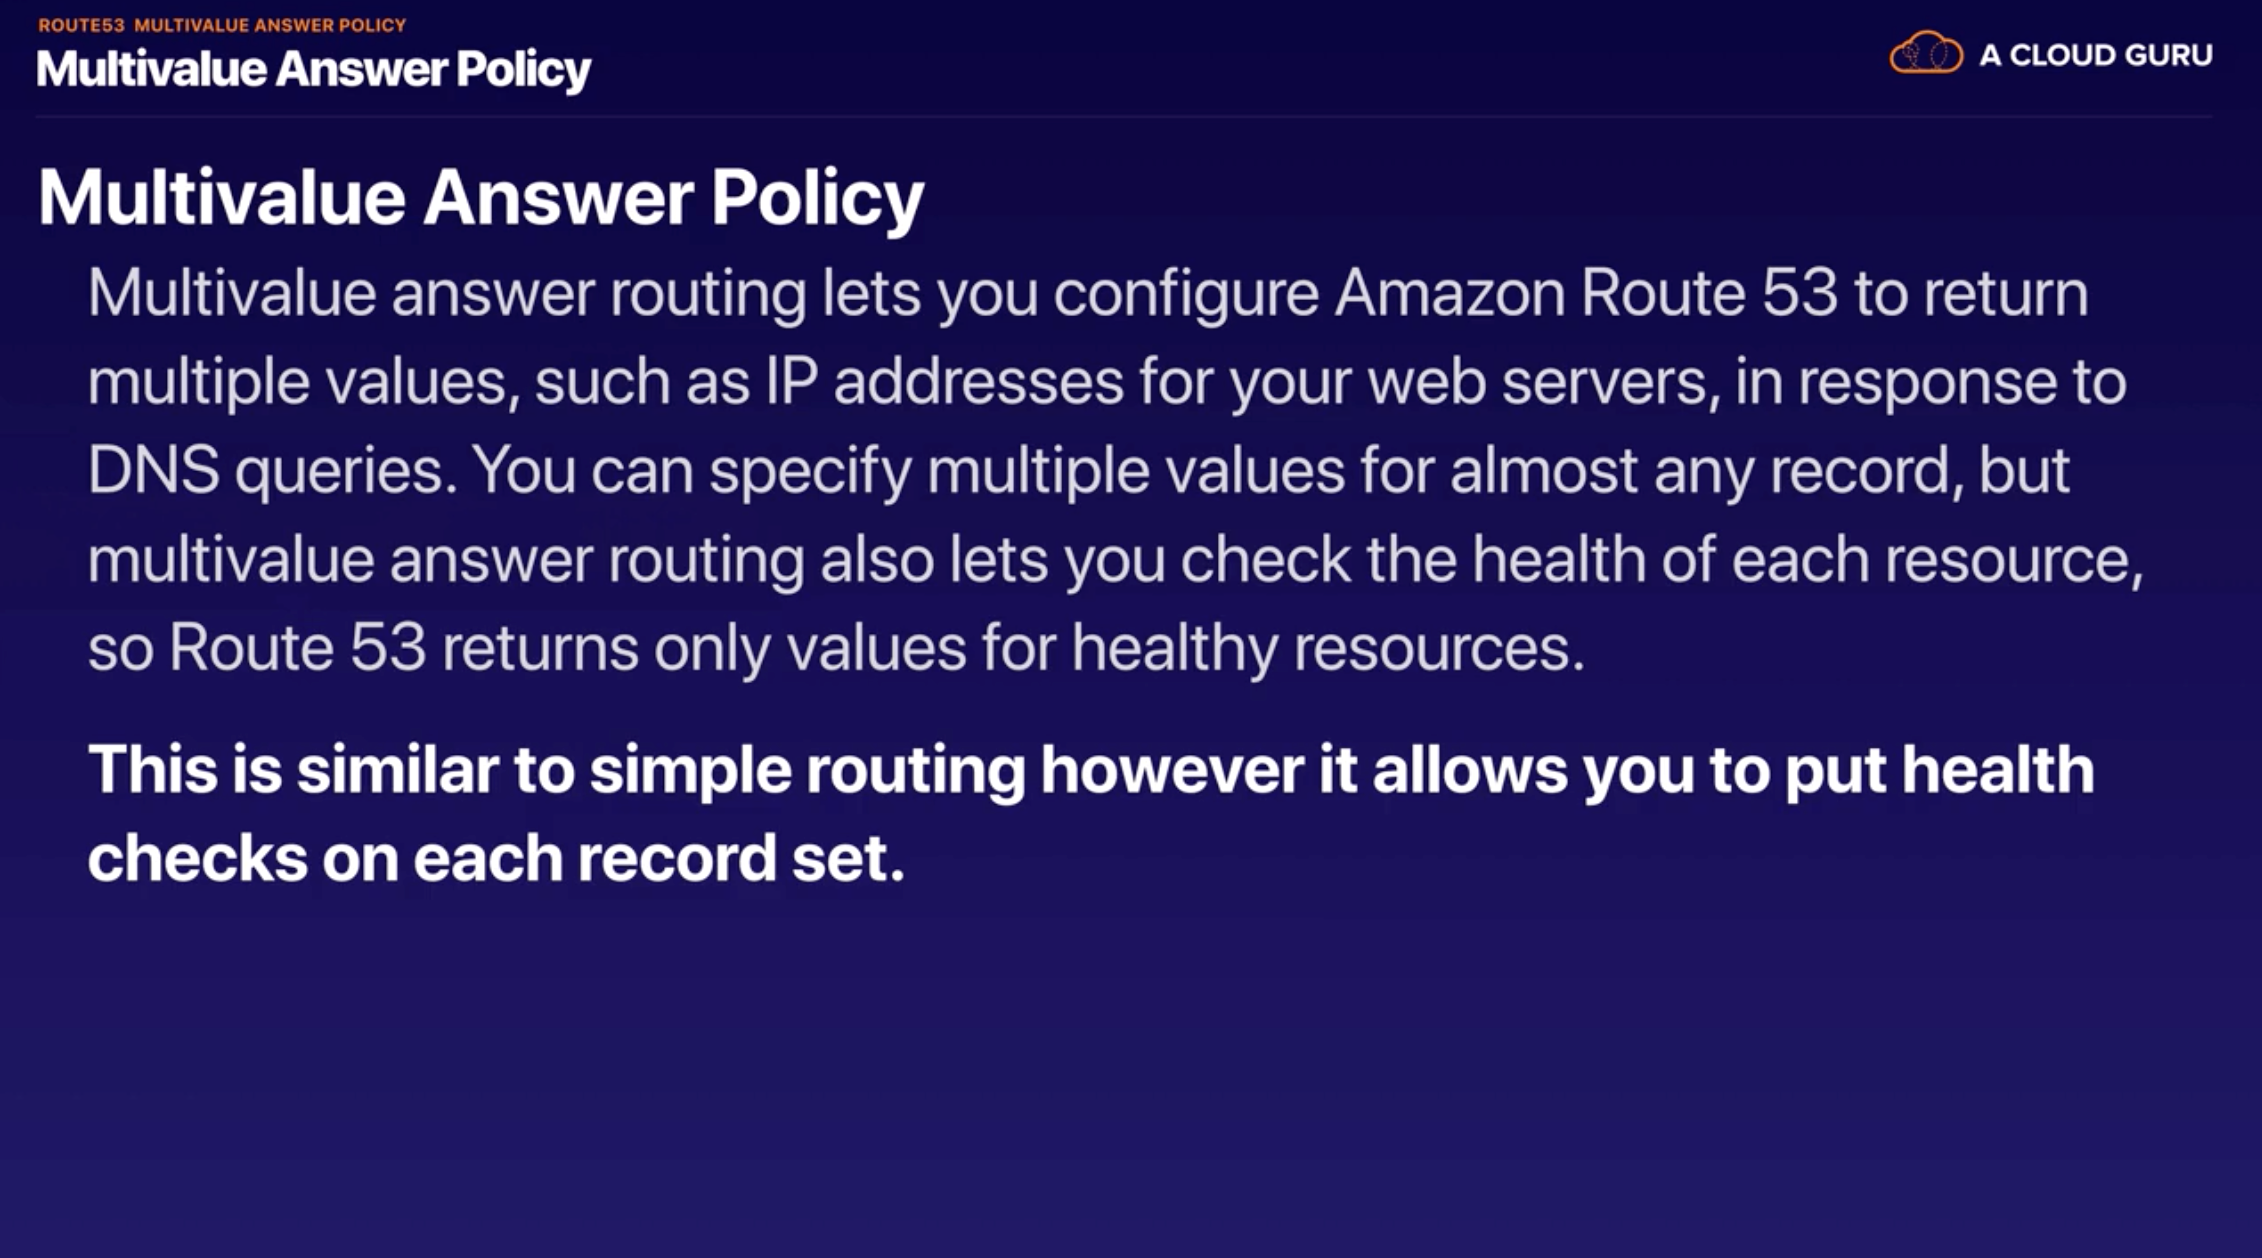 ROUTE53 MULTIVALUE ANSWER POLICY
Multivalue Answer Policy
A CLOUD GURU
Multivalue Answer Policy
Multivalue answer routing lets you configure Amazon Route 53 to return
multiple values, such as IP addresses for your web servers, in response to
DNS queries. You can specify multiple values for almost any record, but
multivalue answer routing also lets you check the health of each resource,
so Route 53 returns only values for healthy resources.
This is similar to simple routing however it allows you to put health
checks on each record set.